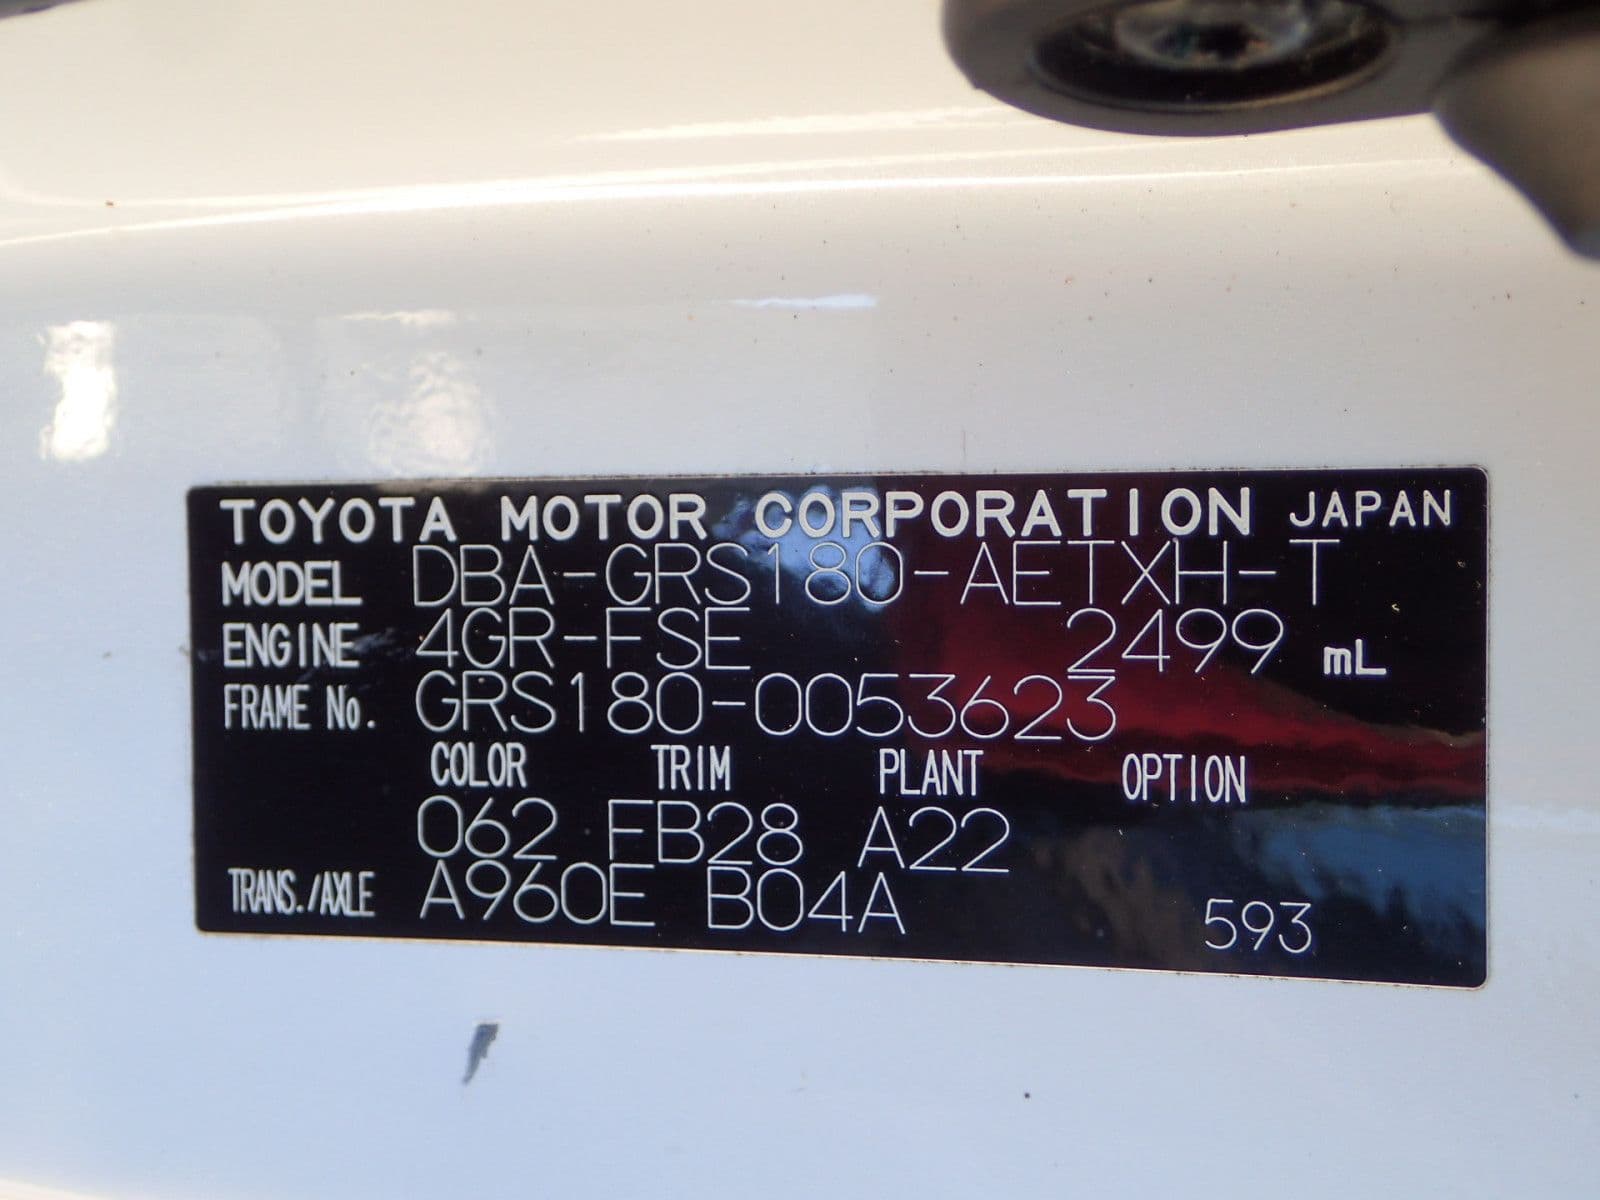 TOYOTA MOTOR CORPORATION JAPAN
MODEL DBA-GRS180-AETXH-T
ENGINE 4GR-FSE 2499 mL
FRAME No. GRS180-0053623
COLOR TRIM PLANT OPTION
062 FB28 A22
TRANS./AXLE A960E B04A 593